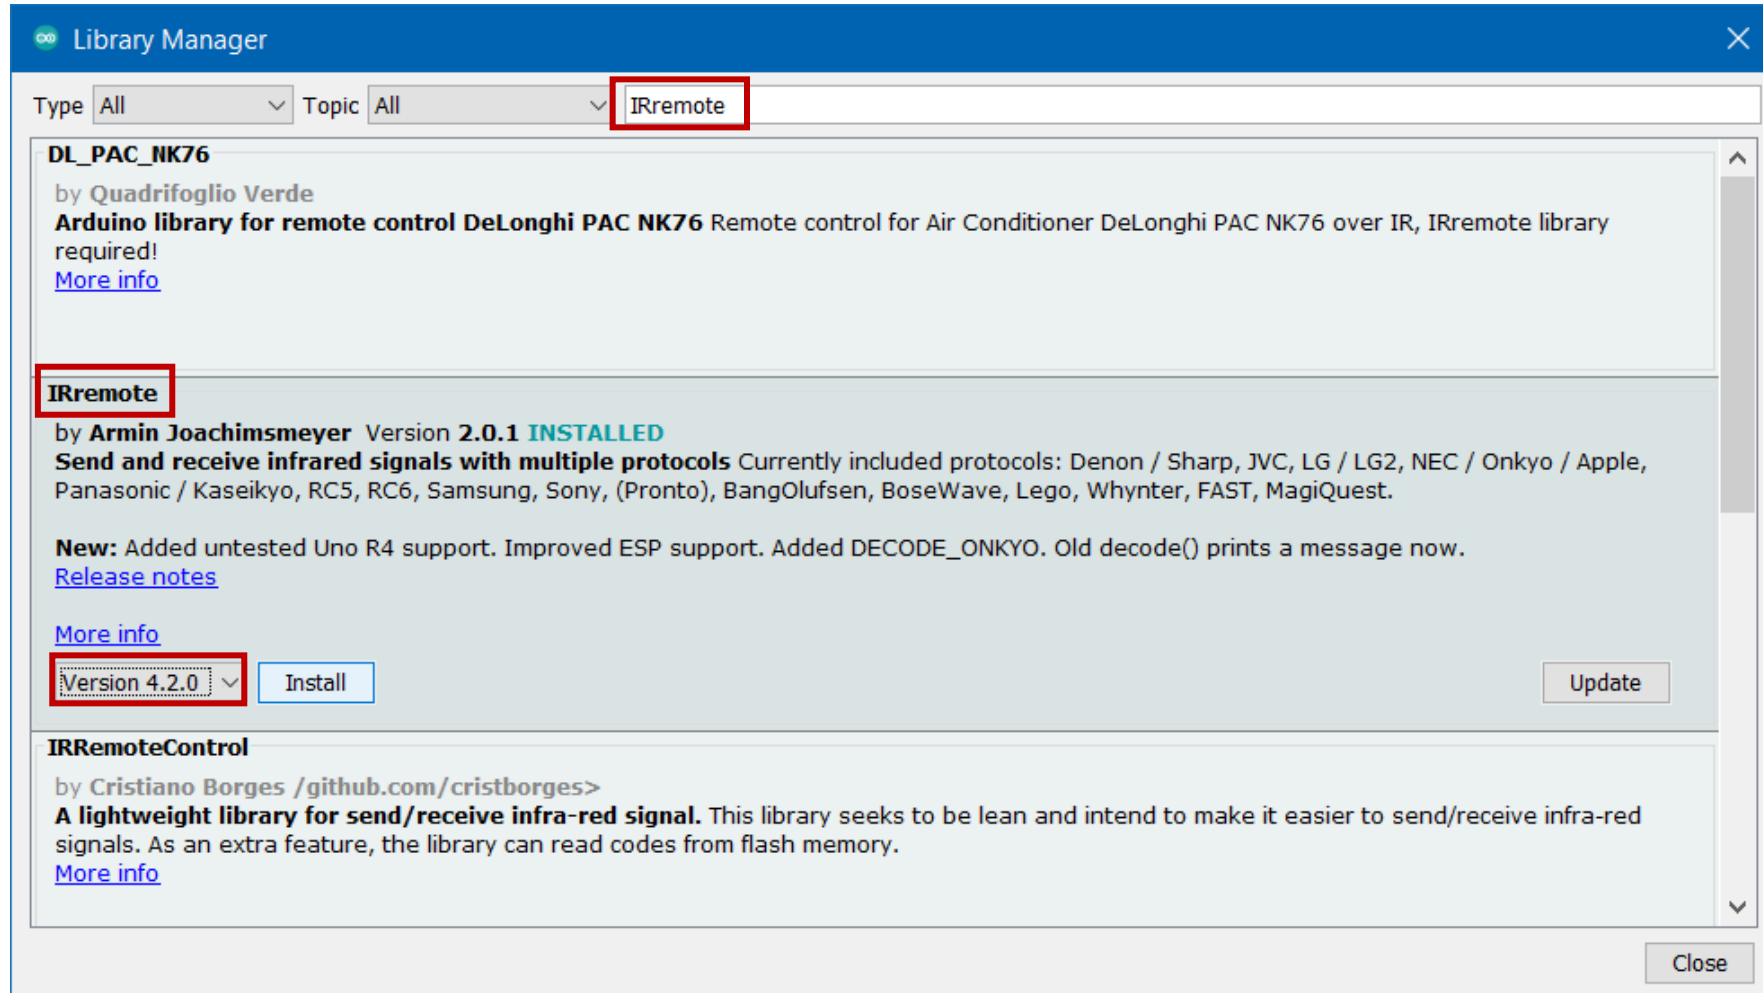 Library Manager
Type All Topic All IRremote
DL_PAC_NK76
by Quadrifoglio Verde
Arduino library for remote control DeLonghi PAC NK76 Remote control for Air Conditioner DeLonghi PAC NK76 over IR, IRremote library
required!
More info
IRremote
by Armin Joachimsmeyer Version 2.0.1 INSTALLED
Send and receive infrared signals with multiple protocols Currently included protocols: Denon / Sharp, JVC, LG / LG2, NEC / Onkyo / Apple,
Panasonic / Kaseikyo, RC5, RC6, Samsung, Sony, (Pronto), BangOlufsen, BoseWave, Lego, Whynter, FAST, MagiQuest.
New: Added untested Uno R4 support. Improved ESP support. Added DECODE_ONKYO. Old decode() prints a message now.
Release notes
More info
Version 4.2.0 Install Update
IRRemoteControl
by Cristiano Borges /github.com/cristborges>
A lightweight library for send/receive infra-red signal. This library seeks to be lean and intend to make it easier to send/receive infra-red
signals. As an extra feature, the library can read codes from flash memory.
More info
Close